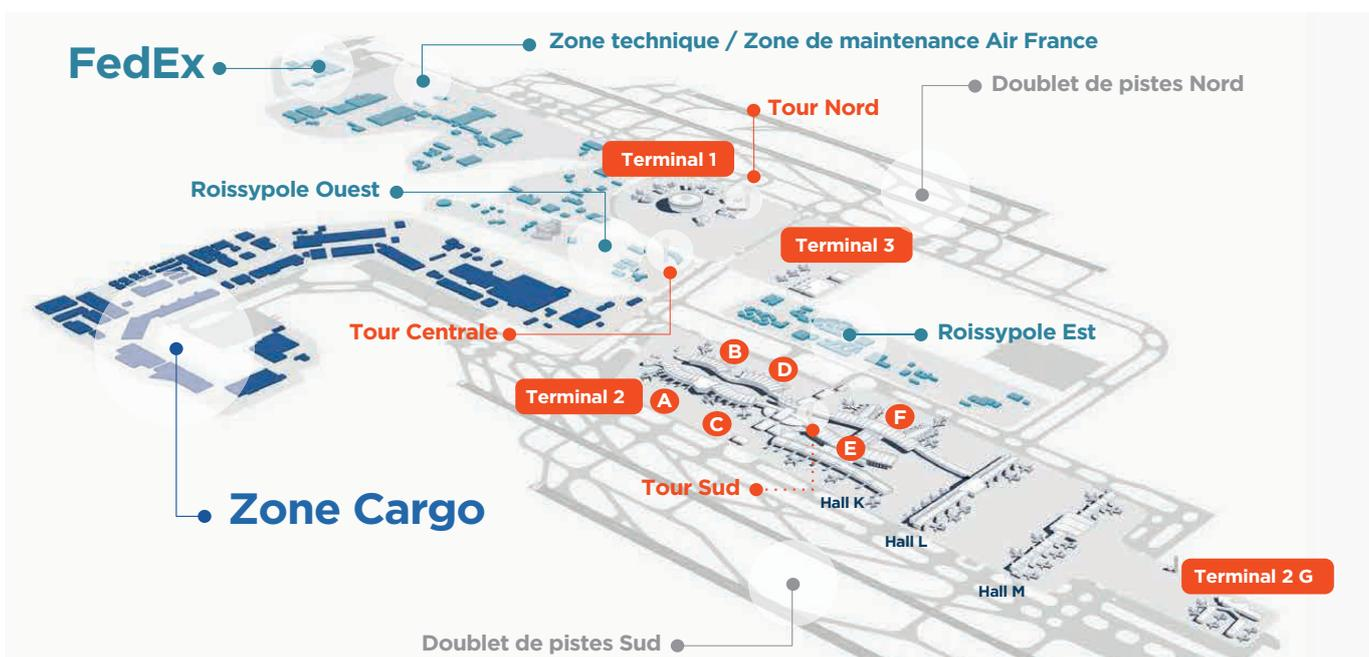 Zone technique / Zone de maintenance Air France
FedEx
Doublet de pistes Nord
Tour Nord
Terminal 1
Roissypole Ouest
Terminal 3
Tour Centrale
Roissypole Est
B
D
Terminal 2
A
C
F
E
Tour Sud
Hall K
Zone Cargo
Hall L
Terminal 2 G
Hall M
Doublet de pistes Sud